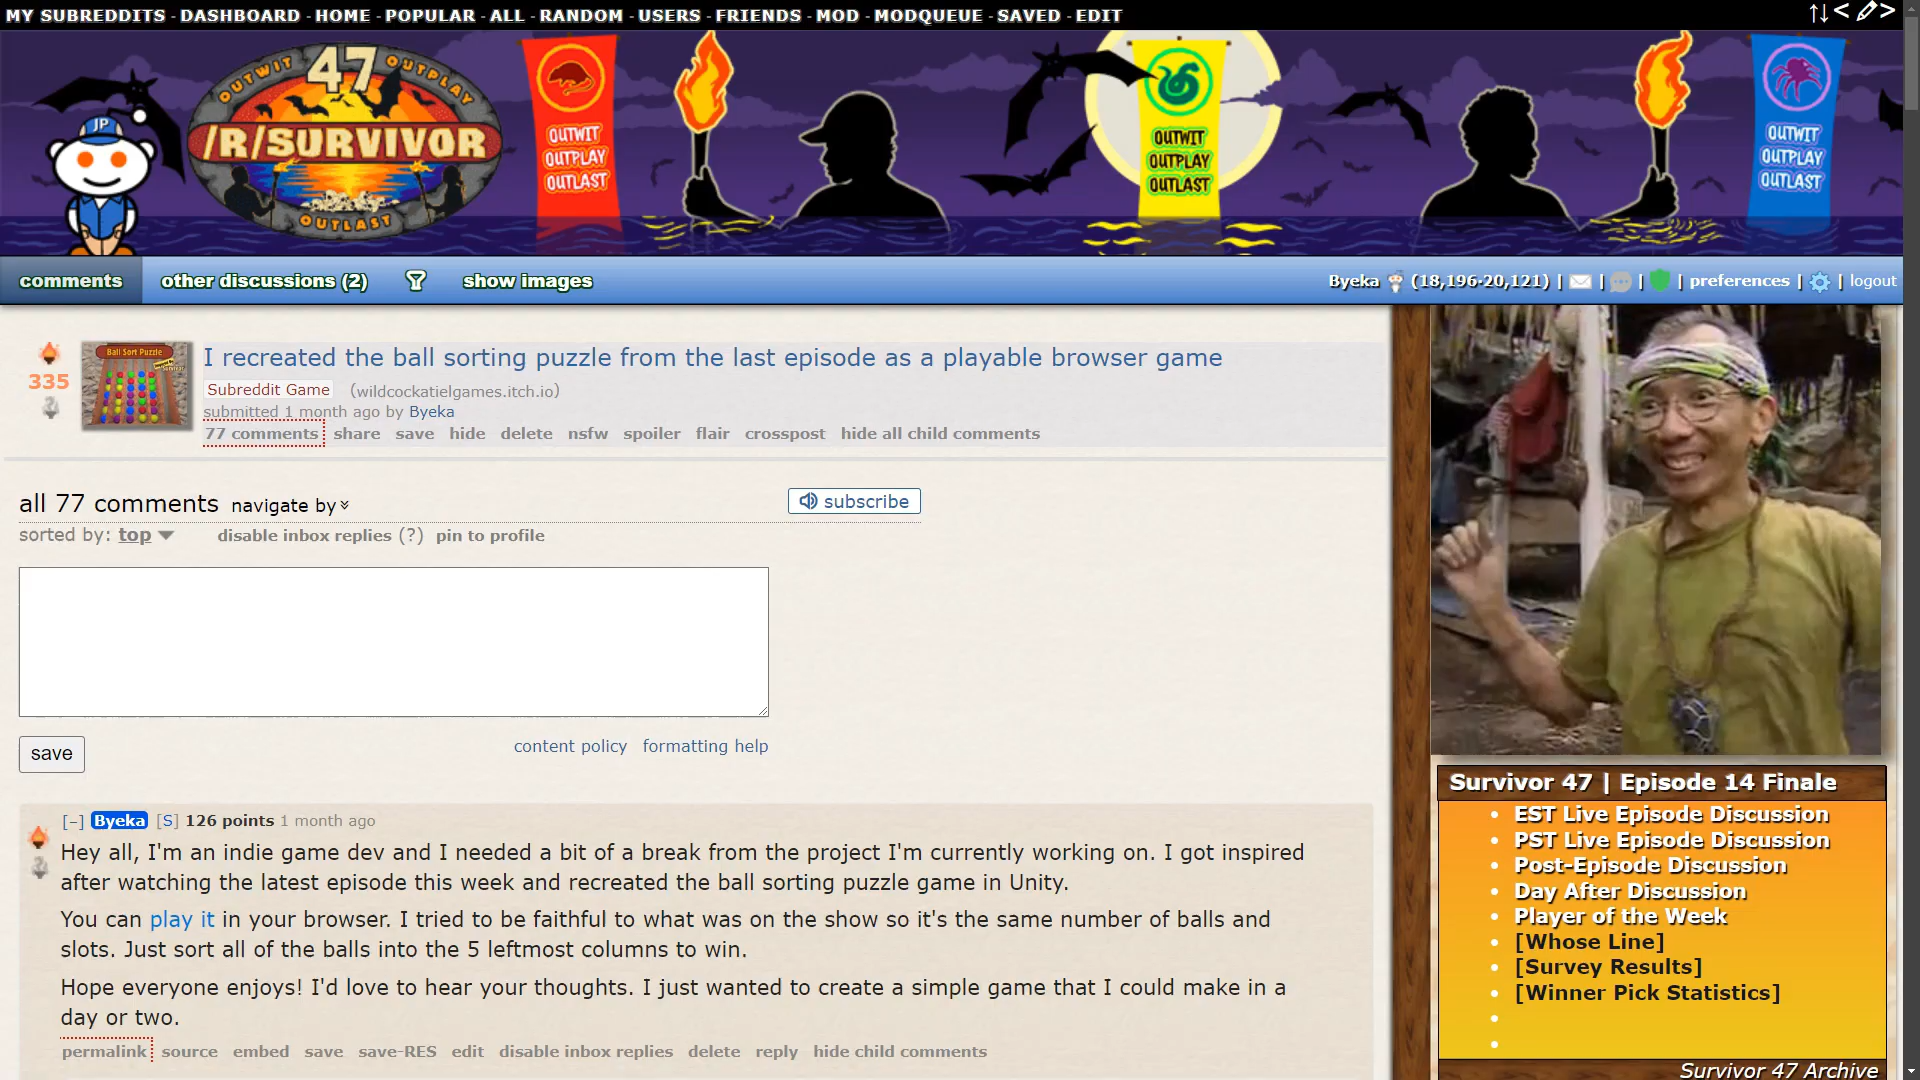 MY SUBREDDITS - DASHBOARD - HOME - POPULAR - ALL - RANDOM - USERS - FRIENDS - MOD - MODQUEUE - SAVED - EDIT
JP
OUTWIT 47 OUTPLAY
/R/SURVIVOR
OUTLAST
OUTWIT
OUTPLAY
OUTLAST
OUTWIT
OUTPLAY
OUTLAST
OUTWIT
OUTPLAY
OUTLAST
comments other discussions (2) show images
Byeka (18,196·20,121) | | | | preferences | | logout
335
Ball Sort Puzzle
I recreated the ball sorting puzzle from the last episode as a playable browser game
Subreddit Game (wildcockatielgames.itch.io)
submitted 1 month ago by Byeka
77 comments share save hide delete nsfw spoiler flair crosspost hide all child comments
all 77 comments navigate by
subscribe
sorted by: top disable inbox replies (?) pin to profile
save
content policy formatting help
[–] Byeka [S] 126 points 1 month ago
Hey all, I'm an indie game dev and I needed a bit of a break from the project I'm currently working on. I got inspired
after watching the latest episode this week and recreated the ball sorting puzzle game in Unity.
You can play it in your browser. I tried to be faithful to what was on the show so it's the same number of balls and
slots. Just sort all of the balls into the 5 leftmost columns to win.
Hope everyone enjoys! I'd love to hear your thoughts. I just wanted to create a simple game that I could make in a
day or two.
permalink source embed save save-RES edit disable inbox replies delete reply hide child comments
Survivor 47 | Episode 14 Finale
EST Live Episode Discussion
PST Live Episode Discussion
Post-Episode Discussion
Day After Discussion
Player of the Week
[Whose Line]
[Survey Results]
[Winner Pick Statistics]
Survivor 47 Archive